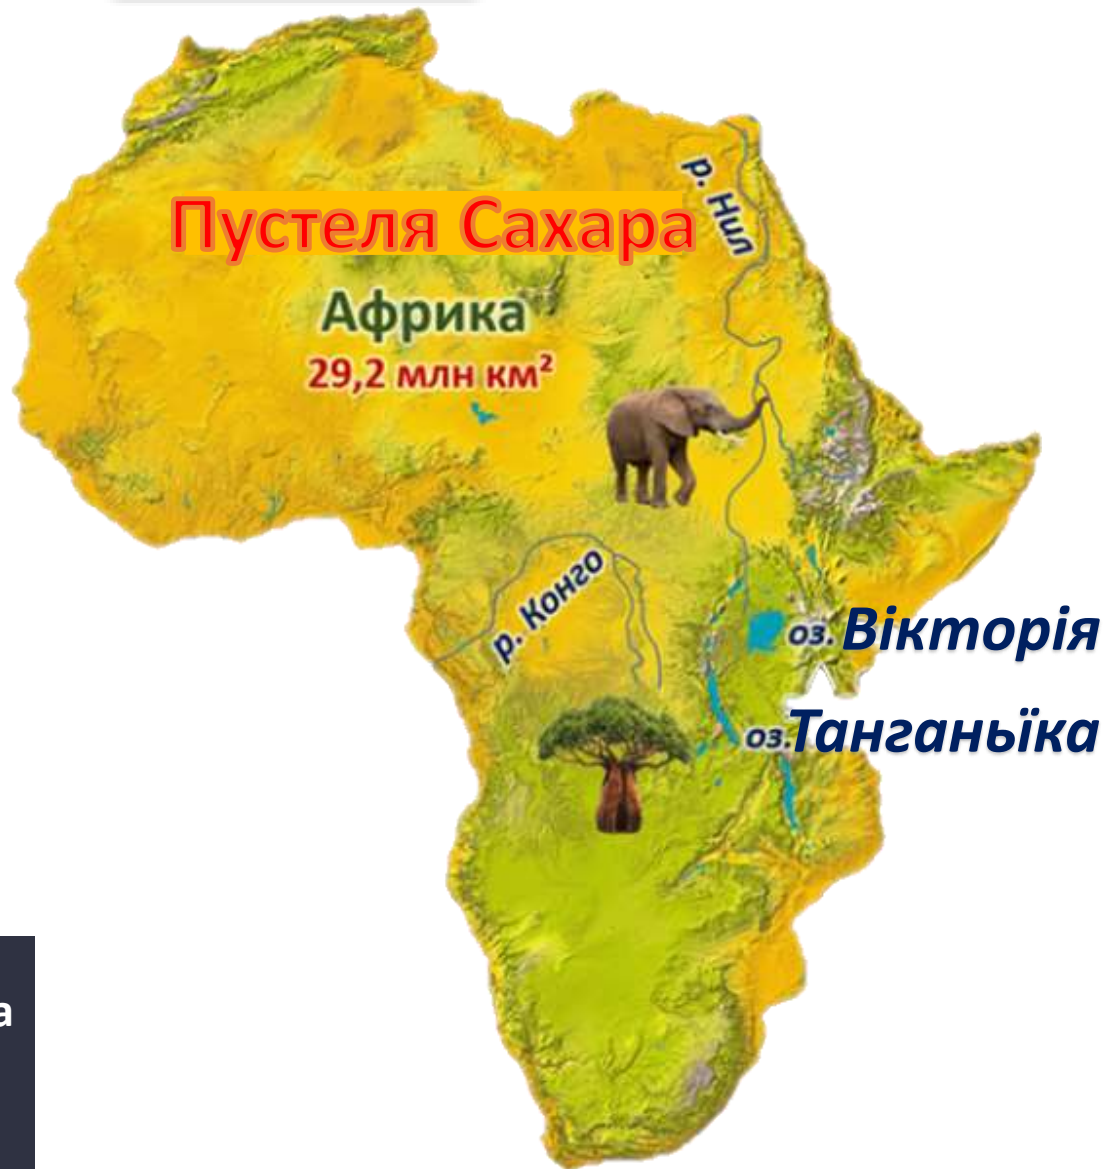 р. Нил
Пустеля Сахара
Африка
29,2 млн км²
р. Конго
оз. Вікторія
оз. Танганьїка
а